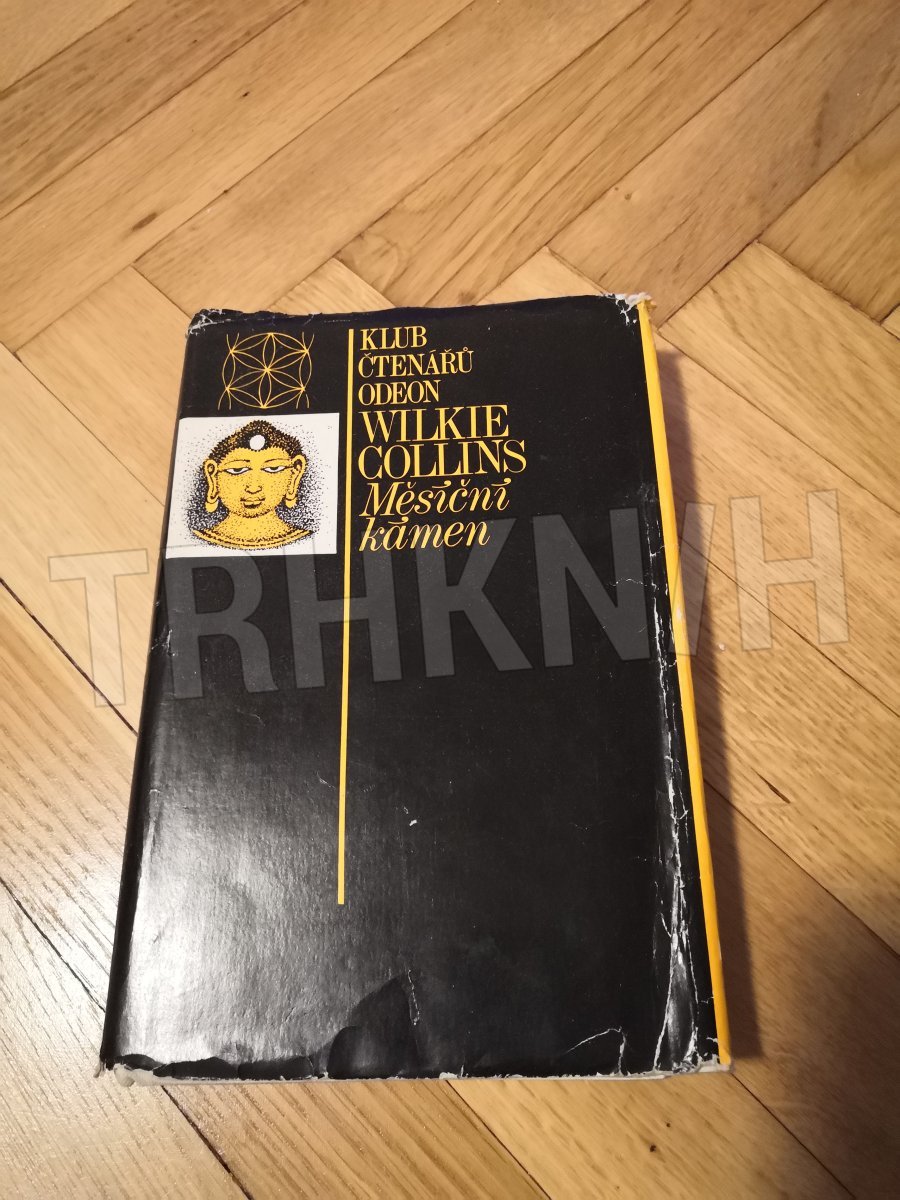 KLUB
ČTENÁŘŮ
ODEON
WILKIE
COLLINS
Měsíční
kámen
TRHKNIH